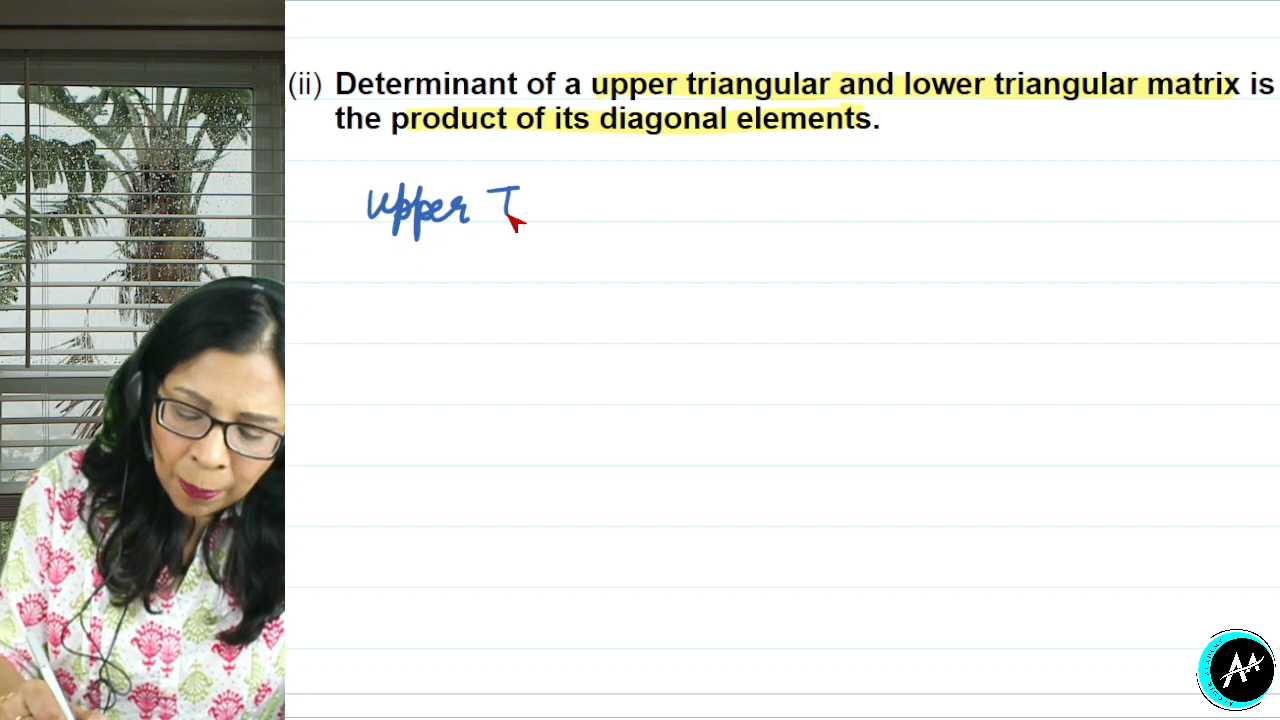 (ii) Determinant of a upper triangular and lower triangular matrix is
the product of its diagonal elements.
upper T